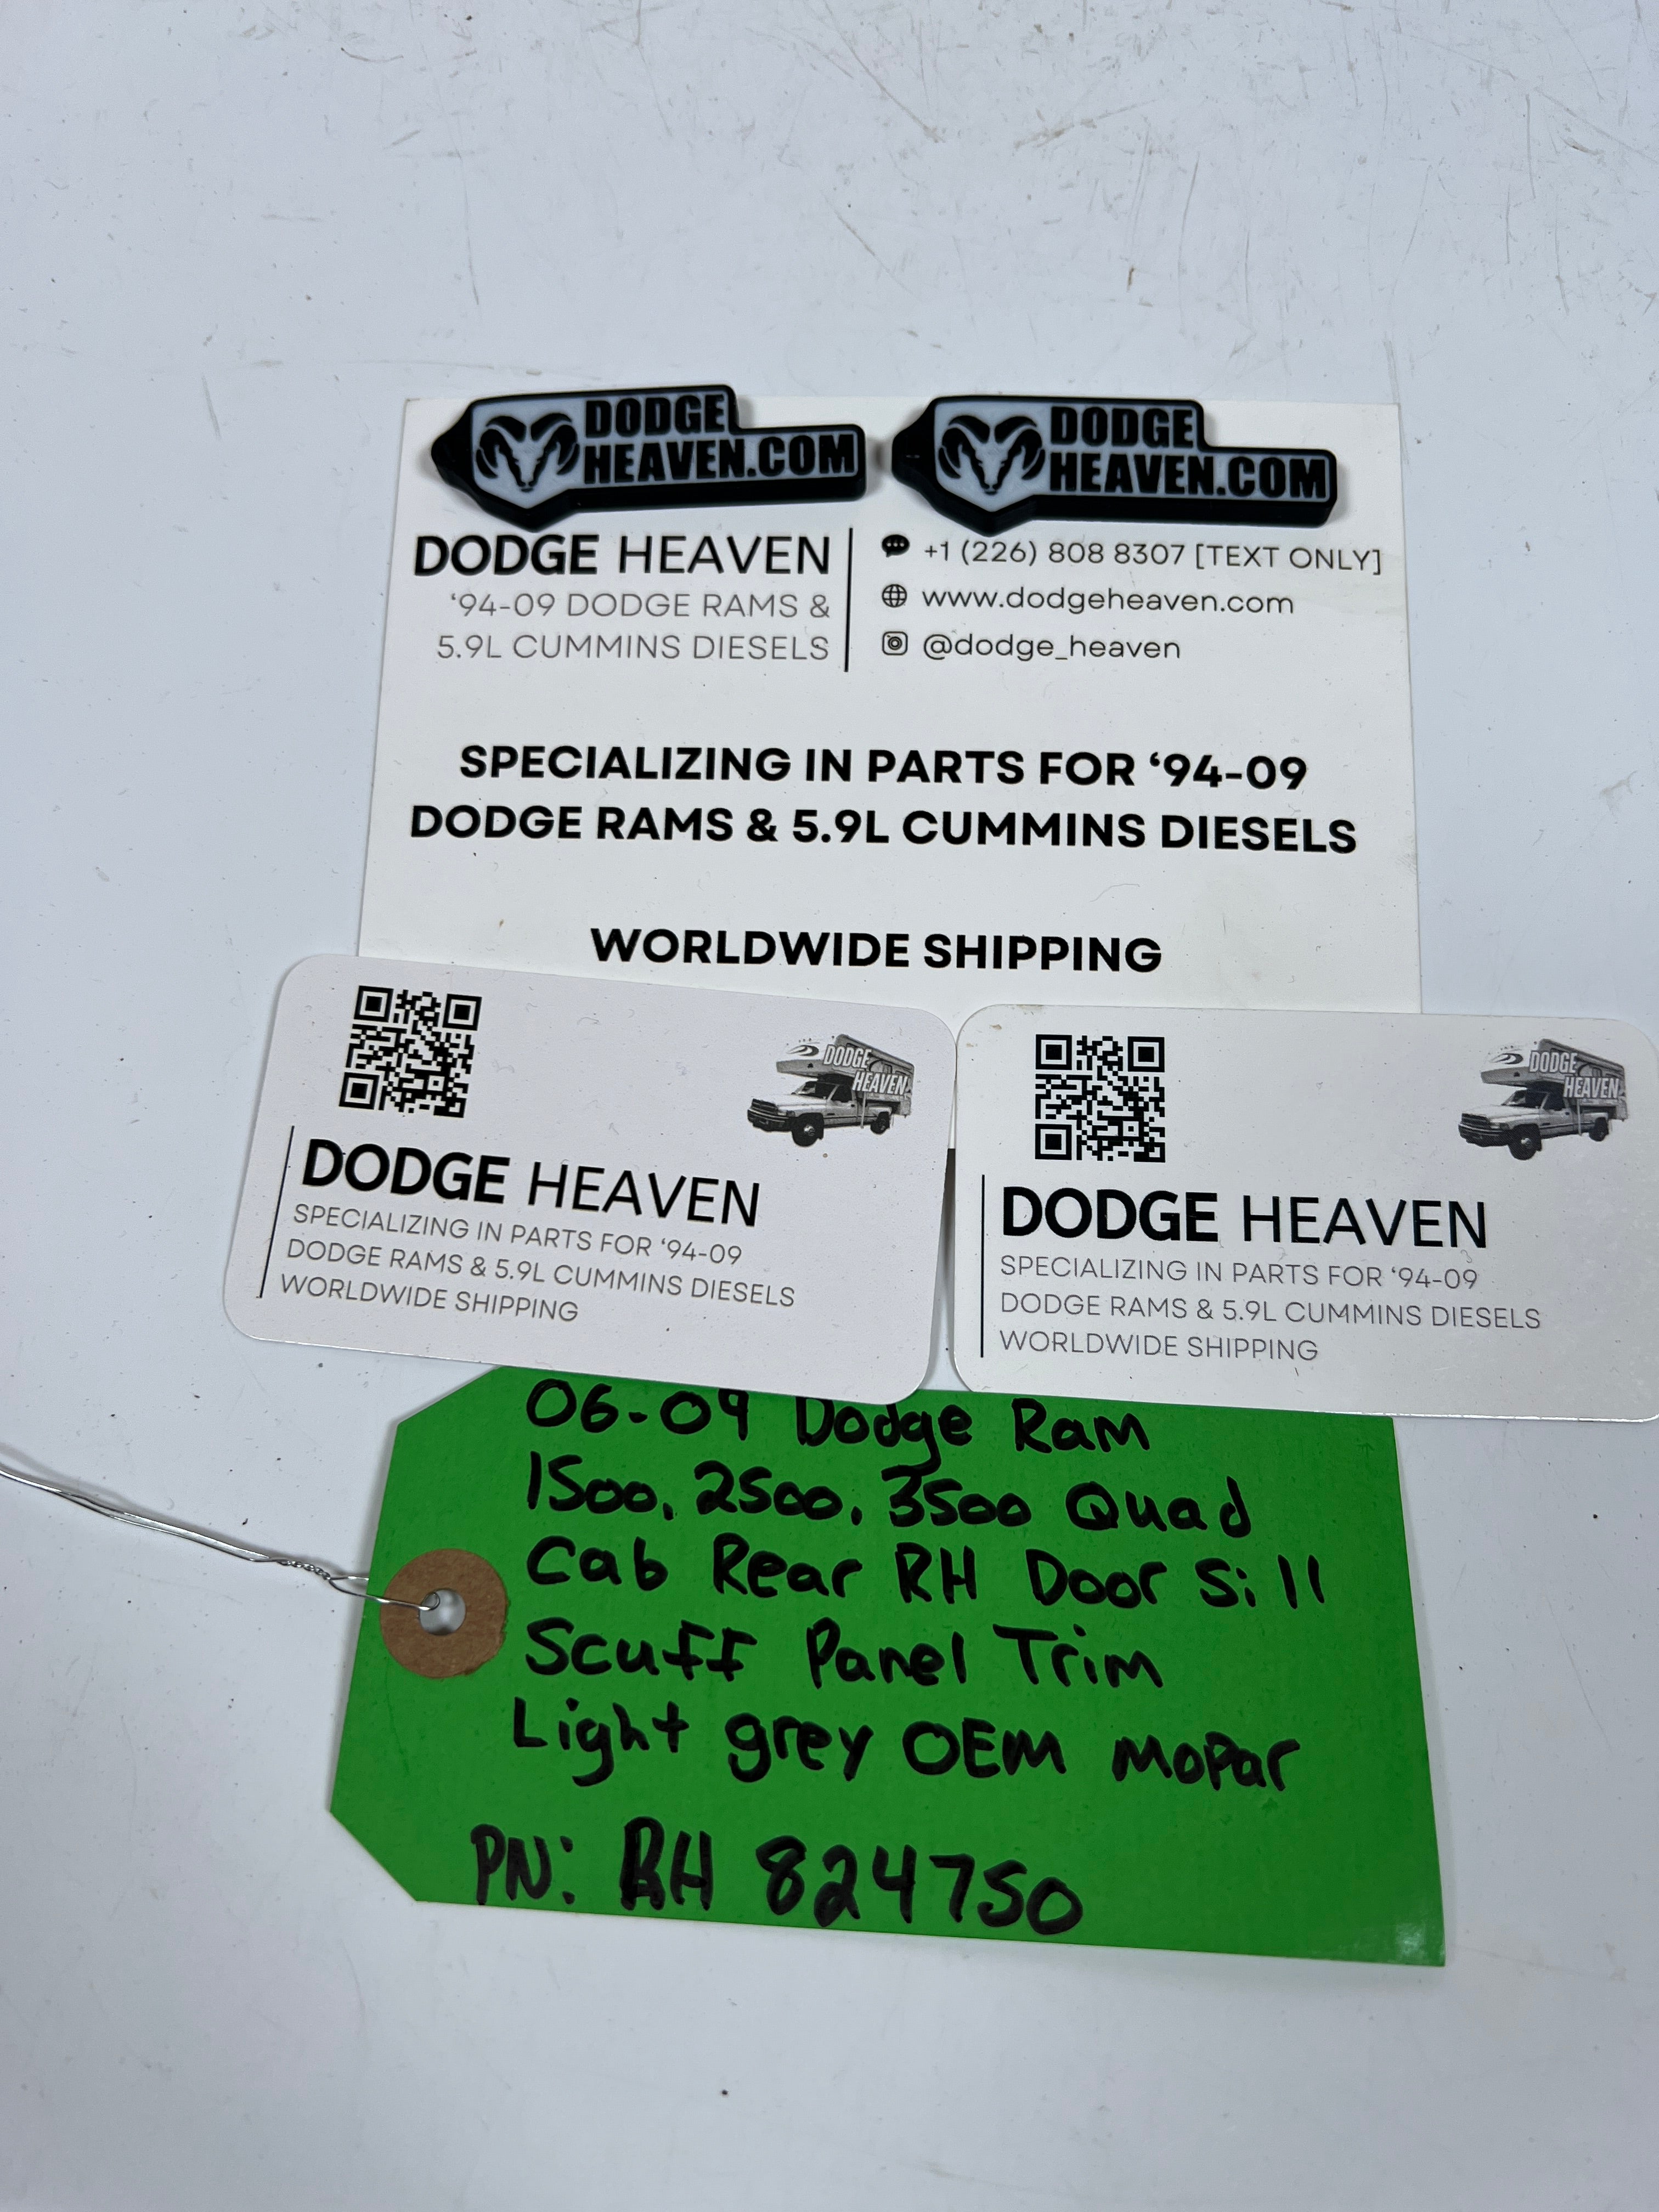 DODGE
HEAVEN.COM
DODGE
HEAVEN.COM
DODGE HEAVEN
‘94-09 DODGE RAMS &
5.9L CUMMINS DIESELS
+1 (226) 808 8307 [TEXT ONLY]
www.dodgeheaven.com
@dodge_heaven
SPECIALIZING IN PARTS FOR ‘94-09
DODGE RAMS & 5.9L CUMMINS DIESELS
WORLDWIDE SHIPPING
DODGE
HEAVEN
DODGE HEAVEN
SPECIALIZING IN PARTS FOR ‘94-09
DODGE RAMS & 5.9L CUMMINS DIESELS
WORLDWIDE SHIPPING
DODGE
HEAVEN
DODGE HEAVEN
SPECIALIZING IN PARTS FOR ‘94-09
DODGE RAMS & 5.9L CUMMINS DIESELS
WORLDWIDE SHIPPING
06-09 Dodge Ram
1500, 2500, 3500 Quad
Cab Rear RH Door Sill
Scuff Panel Trim
Light grey OEM Mopar
PN: RH 824750